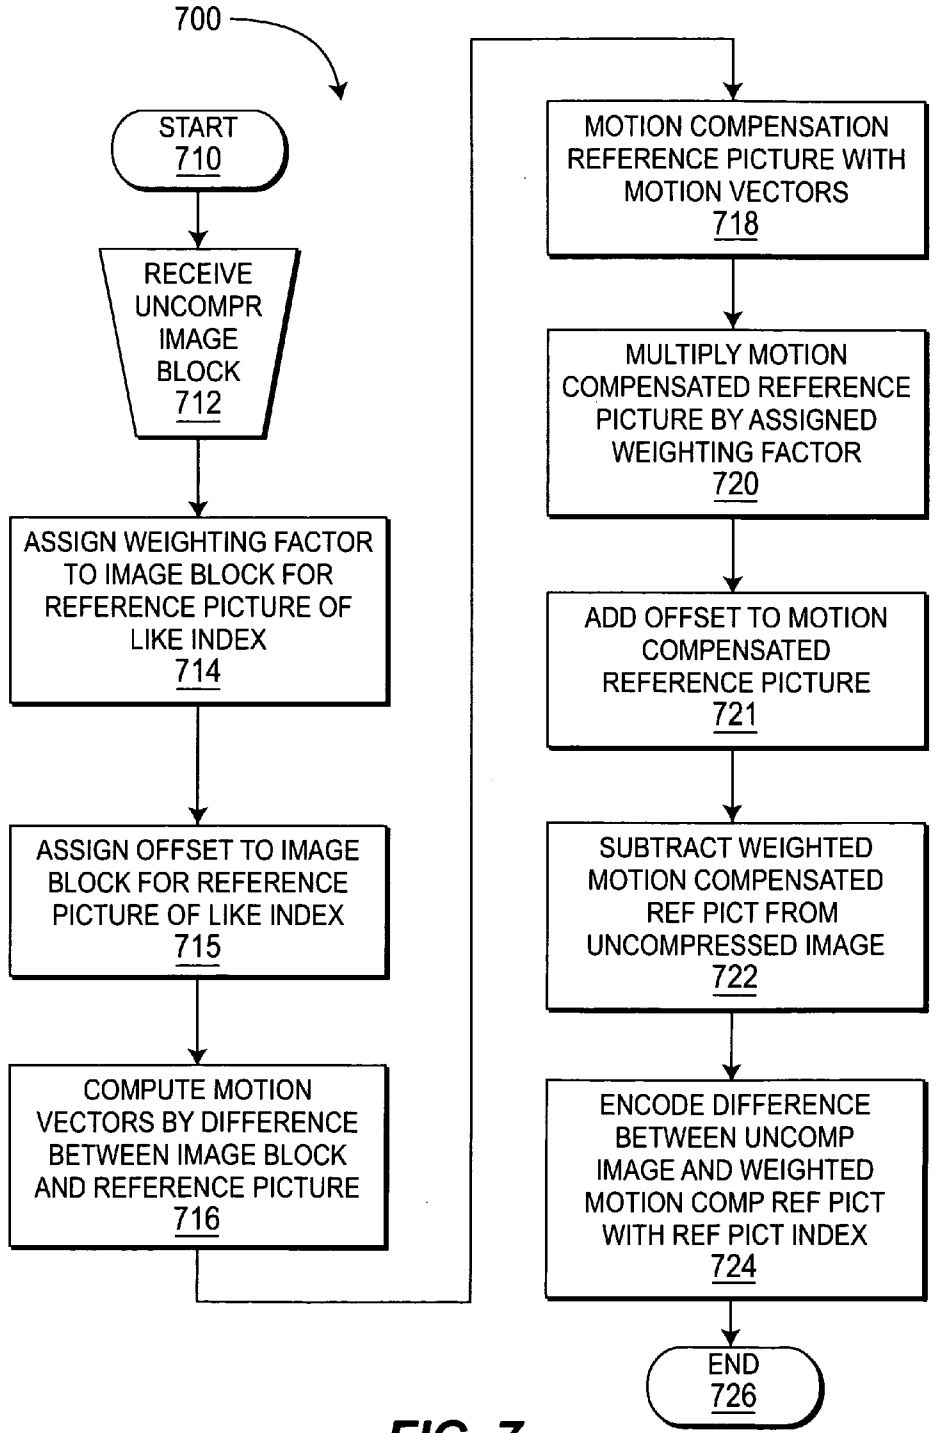 700
START
710
RECEIVE
UNCOMPR
IMAGE
BLOCK
712
ASSIGN WEIGHTING FACTOR
TO IMAGE BLOCK FOR
REFERENCE PICTURE OF
LIKE INDEX
714
ASSIGN OFFSET TO IMAGE
BLOCK FOR REFERENCE
PICTURE OF LIKE INDEX
715
COMPUTE MOTION
VECTORS BY DIFFERENCE
BETWEEN IMAGE BLOCK
AND REFERENCE PICTURE
716
MOTION COMPENSATION
REFERENCE PICTURE WITH
MOTION VECTORS
718
MULTIPLY MOTION
COMPENSATED REFERENCE
PICTURE BY ASSIGNED
WEIGHTING FACTOR
720
ADD OFFSET TO MOTION
COMPENSATED
REFERENCE PICTURE
721
SUBTRACT WEIGHTED
MOTION COMPENSATED
REF PICT FROM
UNCOMPRESSED IMAGE
722
ENCODE DIFFERENCE
BETWEEN UNCOMP
IMAGE AND WEIGHTED
MOTION COMP REF PICT
WITH REF PICT INDEX
724
END
726
FIG. 7